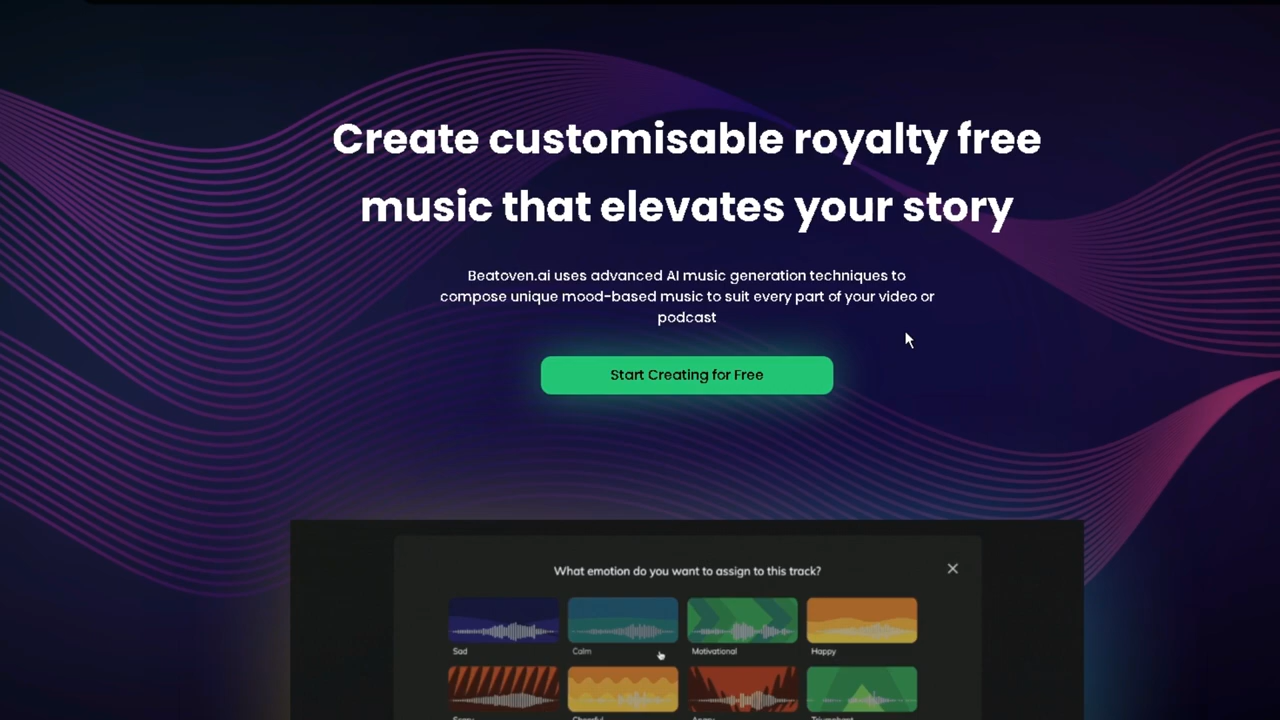 Create customisable royalty free
music that elevates your story
Beatoven.ai uses advanced AI music generation techniques to
compose unique mood-based music to suit every part of your video or
podcast
Start Creating for Free
What emotion do you want to assign to this track?
Sad Calm Motivational Happy